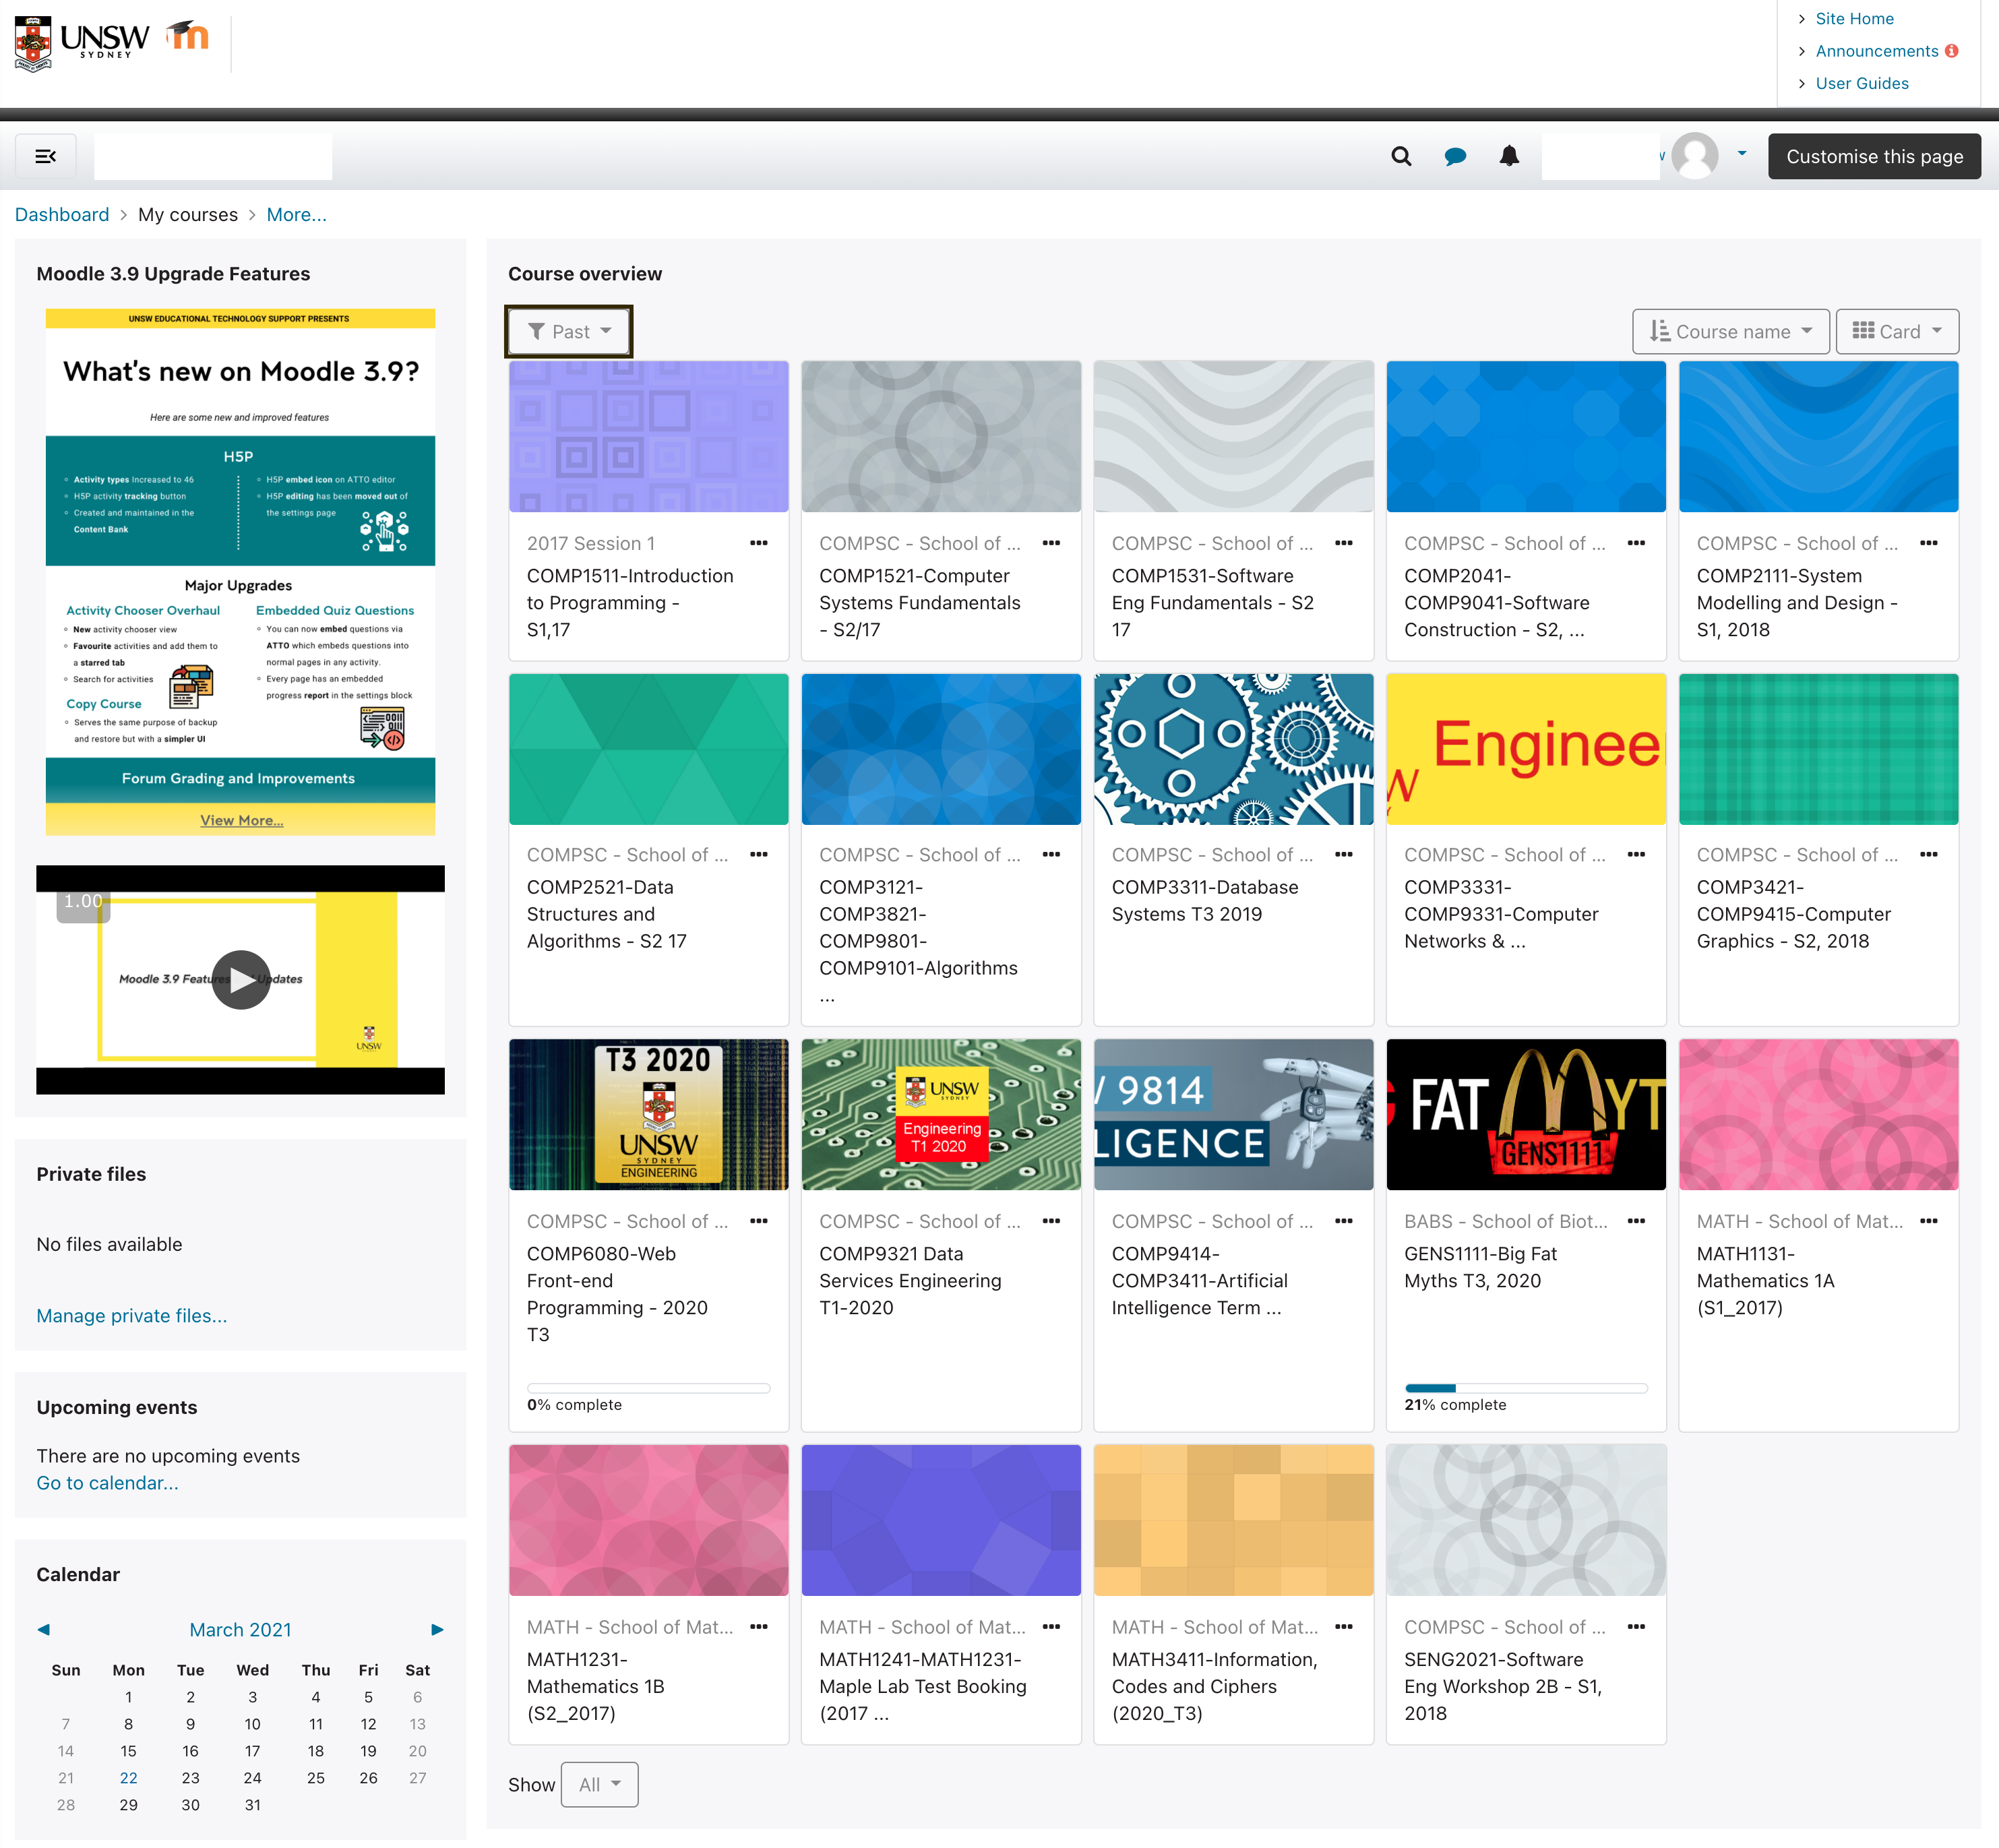 UNSW
SYDNEY
Site Home
Announcements
User Guides
Customise this page
Dashboard > My courses > More...
Moodle 3.9 Upgrade Features
UNSW EDUCATIONAL TECHNOLOGY SUPPORT PRESENTS
What's new on Moodle 3.9?
Here are some new and improved features
H5P
Activity types Increased to 46
H5P activity tracking button
Created and maintained in the
Content Bank
H5P embed icon on ATTO editor
H5P editing has been moved out of
the settings page
Major Upgrades
Activity Chooser Overhaul
New activity chooser view
Favourite activities and add them to
a starred tab
Search for activities
Copy Course
Serves the same purpose of backup
and restore but with a simpler UI
Embedded Quiz Questions
You can now embed questions via
ATTO which embeds questions into
normal pages in any activity.
Every page has an embedded
progress report in the settings block
Forum Grading and Improvements
View More...
1.00
Moodle 3.9 Features Updates
UNSW
Private files
No files available
Manage private files...
Upcoming events
There are no upcoming events
Go to calendar...
Calendar
March 2021
Sun Mon Tue Wed Thu Fri Sat
1 2 3 4 5 6
7 8 9 10 11 12 13
14 15 16 17 18 19 20
21 22 23 24 25 26 27
28 29 30 31
Course overview
Past
Course name
Card
2017 Session 1
COMP1511-Introduction
to Programming -
S1,17
COMPSC - School of ...
COMP1521-Computer
Systems Fundamentals
- S2/17
COMPSC - School of ...
COMP1531-Software
Eng Fundamentals - S2
17
COMPSC - School of ...
COMP2041-
COMP9041-Software
Construction - S2, ...
COMPSC - School of ...
COMP2111-System
Modelling and Design -
S1, 2018
COMPSC - School of ...
COMP2521-Data
Structures and
Algorithms - S2 17
COMPSC - School of ...
COMP3121-
COMP3821-
COMP9801-
COMP9101-Algorithms
...
COMPSC - School of ...
COMP3311-Database
Systems T3 2019
Enginee
W
COMPSC - School of ...
COMP3331-
COMP9331-Computer
Networks & ...
COMPSC - School of ...
COMP3421-
COMP9415-Computer
Graphics - S2, 2018
T3 2020
UNSW
SYDNEY
ENGINEERING
COMPSC - School of ...
COMP6080-Web
Front-end
Programming - 2020
T3
0% complete
UNSW
SYDNEY
Engineering
T1 2020
COMPSC - School of ...
COMP9321 Data
Services Engineering
T1-2020
/ 9814
LIGENCE
COMPSC - School of ...
COMP9414-
COMP3411-Artificial
Intelligence Term ...
G FAT MYT
GENS1111
BABS - School of Biot...
GENS1111-Big Fat
Myths T3, 2020
21% complete
MATH - School of Mat...
MATH1131-
Mathematics 1A
(S1_2017)
MATH - School of Mat...
MATH1231-
Mathematics 1B
(S2_2017)
MATH - School of Mat...
MATH1241-MATH1231-
Maple Lab Test Booking
(2017 ...
MATH - School of Mat...
MATH3411-Information,
Codes and Ciphers
(2020_T3)
COMPSC - School of ...
SENG2021-Software
Eng Workshop 2B - S1,
2018
Show All